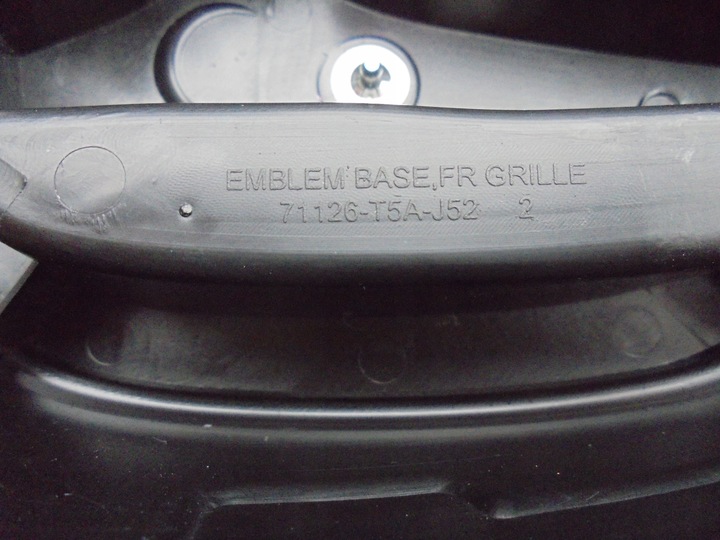 EMBLEM BASE,FR GRILLE
71126-T5A-J52 2